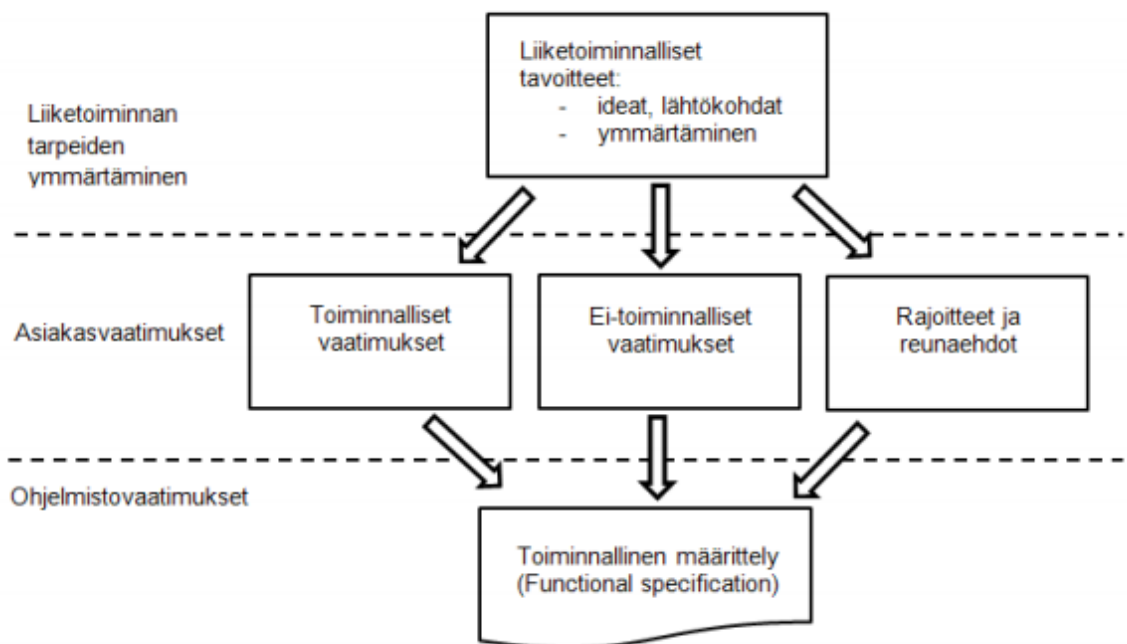 Liiketoiminnalliset
tavoitteet:
- ideat, lähtökohdat
- ymmärtäminen
Liiketoiminnan
tarpeiden
ymmärtäminen
Asiakasvaatimukset
Toiminnalliset
vaatimukset
Ei-toiminnalliset
vaatimukset
Rajoitteet ja
reunaehdot
Ohjelmistovaatimukset
Toiminnallinen määrittely
(Functional specification)